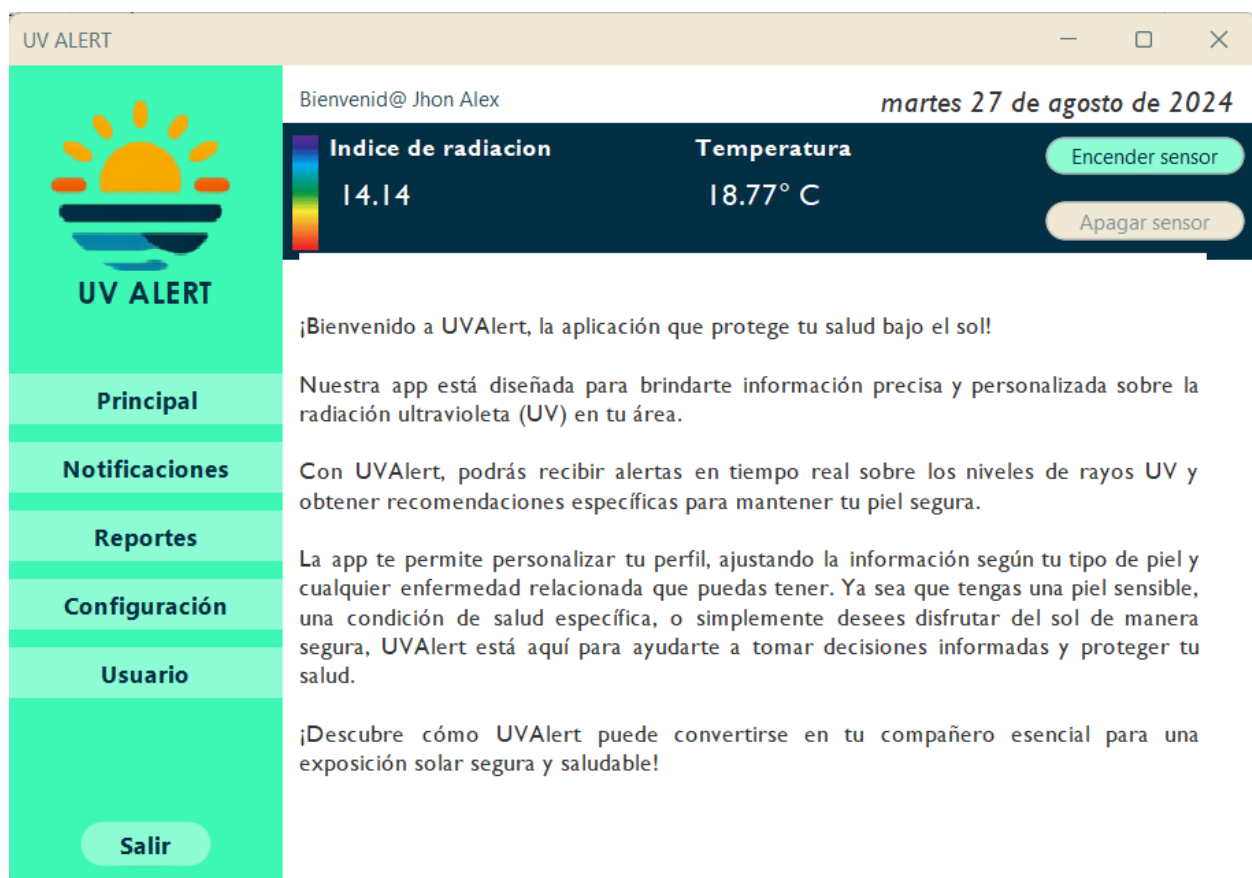 UV ALERT
Bienvenid@ Jhon Alex
martes 27 de agosto de 2024
Indice de radiacion
Temperatura
Encender sensor
14.14
18.77° C
Apagar sensor
UV ALERT
Principal
Notificaciones
Reportes
Configuración
Usuario
Salir
¡Bienvenido a UVAlert, la aplicación que protege tu salud bajo el sol!
Nuestra app está diseñada para brindarte información precisa y personalizada sobre la
radiación ultravioleta (UV) en tu área.
Con UVAlert, podrás recibir alertas en tiempo real sobre los niveles de rayos UV y
obtener recomendaciones específicas para mantener tu piel segura.
La app te permite personalizar tu perfil, ajustando la información según tu tipo de piel y
cualquier enfermedad relacionada que puedas tener. Ya sea que tengas una piel sensible,
una condición de salud específica, o simplemente desees disfrutar del sol de manera
segura, UVAlert está aquí para ayudarte a tomar decisiones informadas y proteger tu
salud.
¡Descubre cómo UVAlert puede convertirse en tu compañero esencial para una
exposición solar segura y saludable!